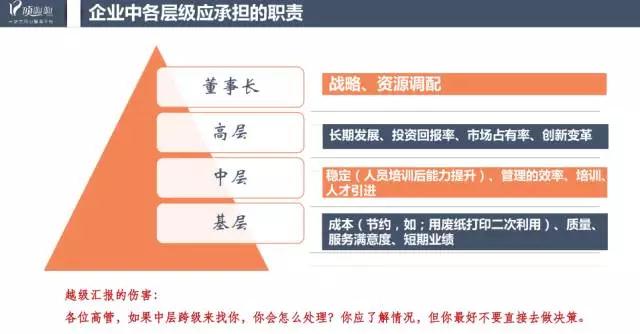 企业中各层级应承担的职责
董事长
战略、资源调配
高层
长期发展、投资回报率、市场占有率、创新变革
中层
稳定（人员培训后能力提升）、管理的效率、培训、
人才引进
基层
成本（节约，如：用废纸打印二次利用）、质量、
服务满意度、短期业绩
越级汇报的伤害：
各位高管，如果中层跨级来找你，你会怎么处理？你应了解情况，但你最好不要直接去做决策。